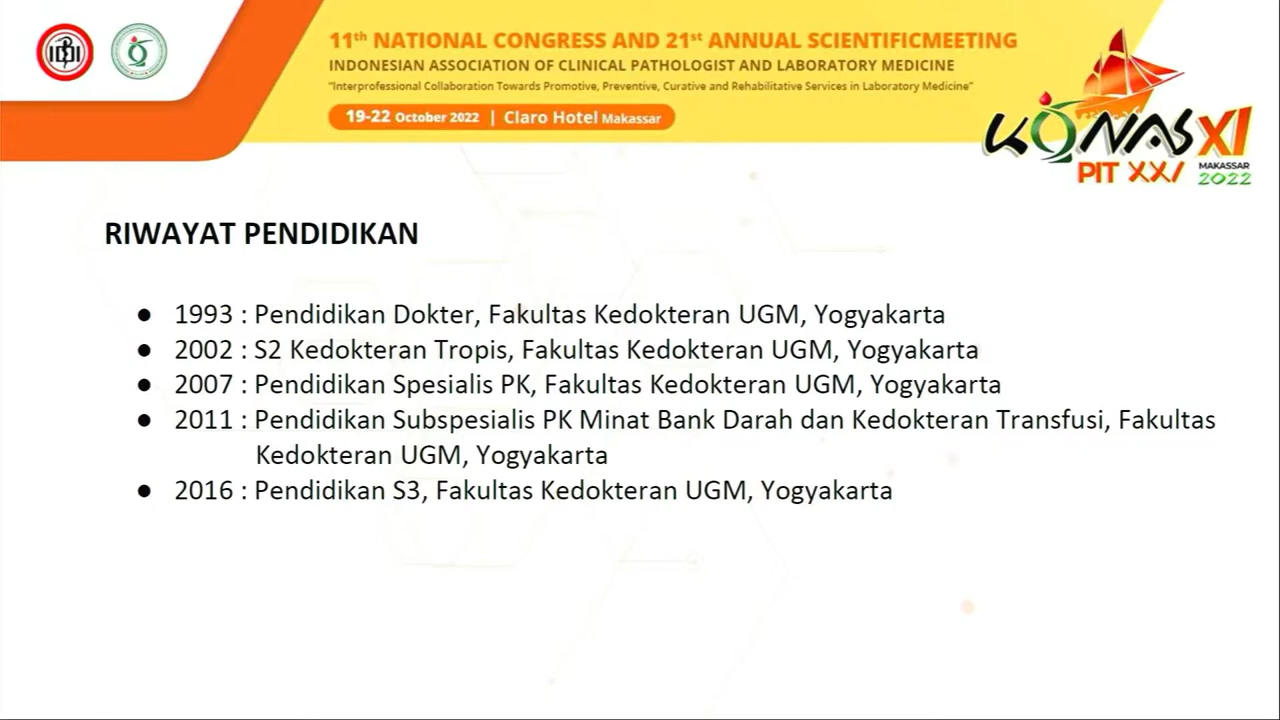 11th NATIONAL CONGRESS AND 21st ANNUAL SCIENTIFICMEETING
INDONESIAN ASSOCIATION OF CLINICAL PATHOLOGIST AND LABORATORY MEDICINE
"Interprofessional Collaboration Towards Promotive, Preventive, Curative and Rehabilitative Services in Laboratory Medicine"
19-22 October 2022 | Claro Hotel Makassar
KONAS XI
PIT XXI
MAKASSAR
2022
RIWAYAT PENDIDIKAN
● 1993 : Pendidikan Dokter, Fakultas Kedokteran UGM, Yogyakarta
● 2002 : S2 Kedokteran Tropis, Fakultas Kedokteran UGM, Yogyakarta
● 2007 : Pendidikan Spesialis PK, Fakultas Kedokteran UGM, Yogyakarta
● 2011 : Pendidikan Subspesialis PK Minat Bank Darah dan Kedokteran Transfusi, Fakultas
Kedokteran UGM, Yogyakarta
● 2016 : Pendidikan S3, Fakultas Kedokteran UGM, Yogyakarta